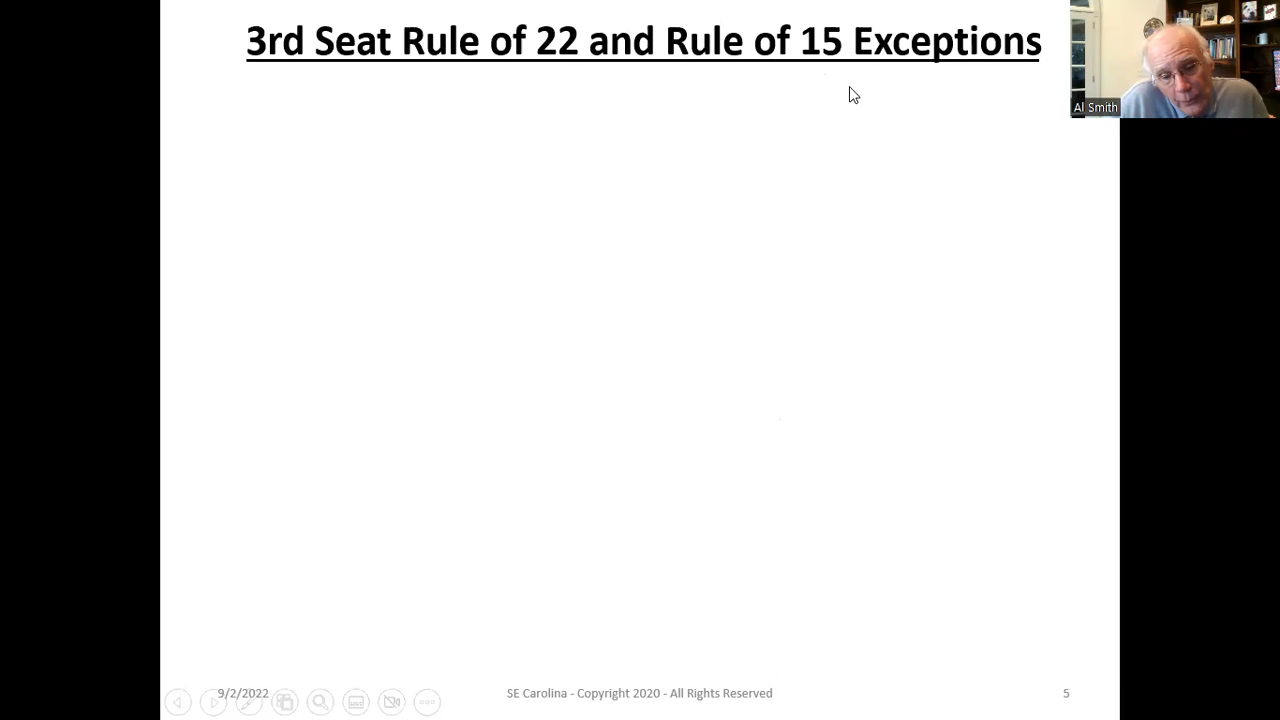 3rd Seat Rule of 22 and Rule of 15 Exceptions
Al Smith
9/2/2022
SE Carolina - Copyright 2020 - All Rights Reserved
5